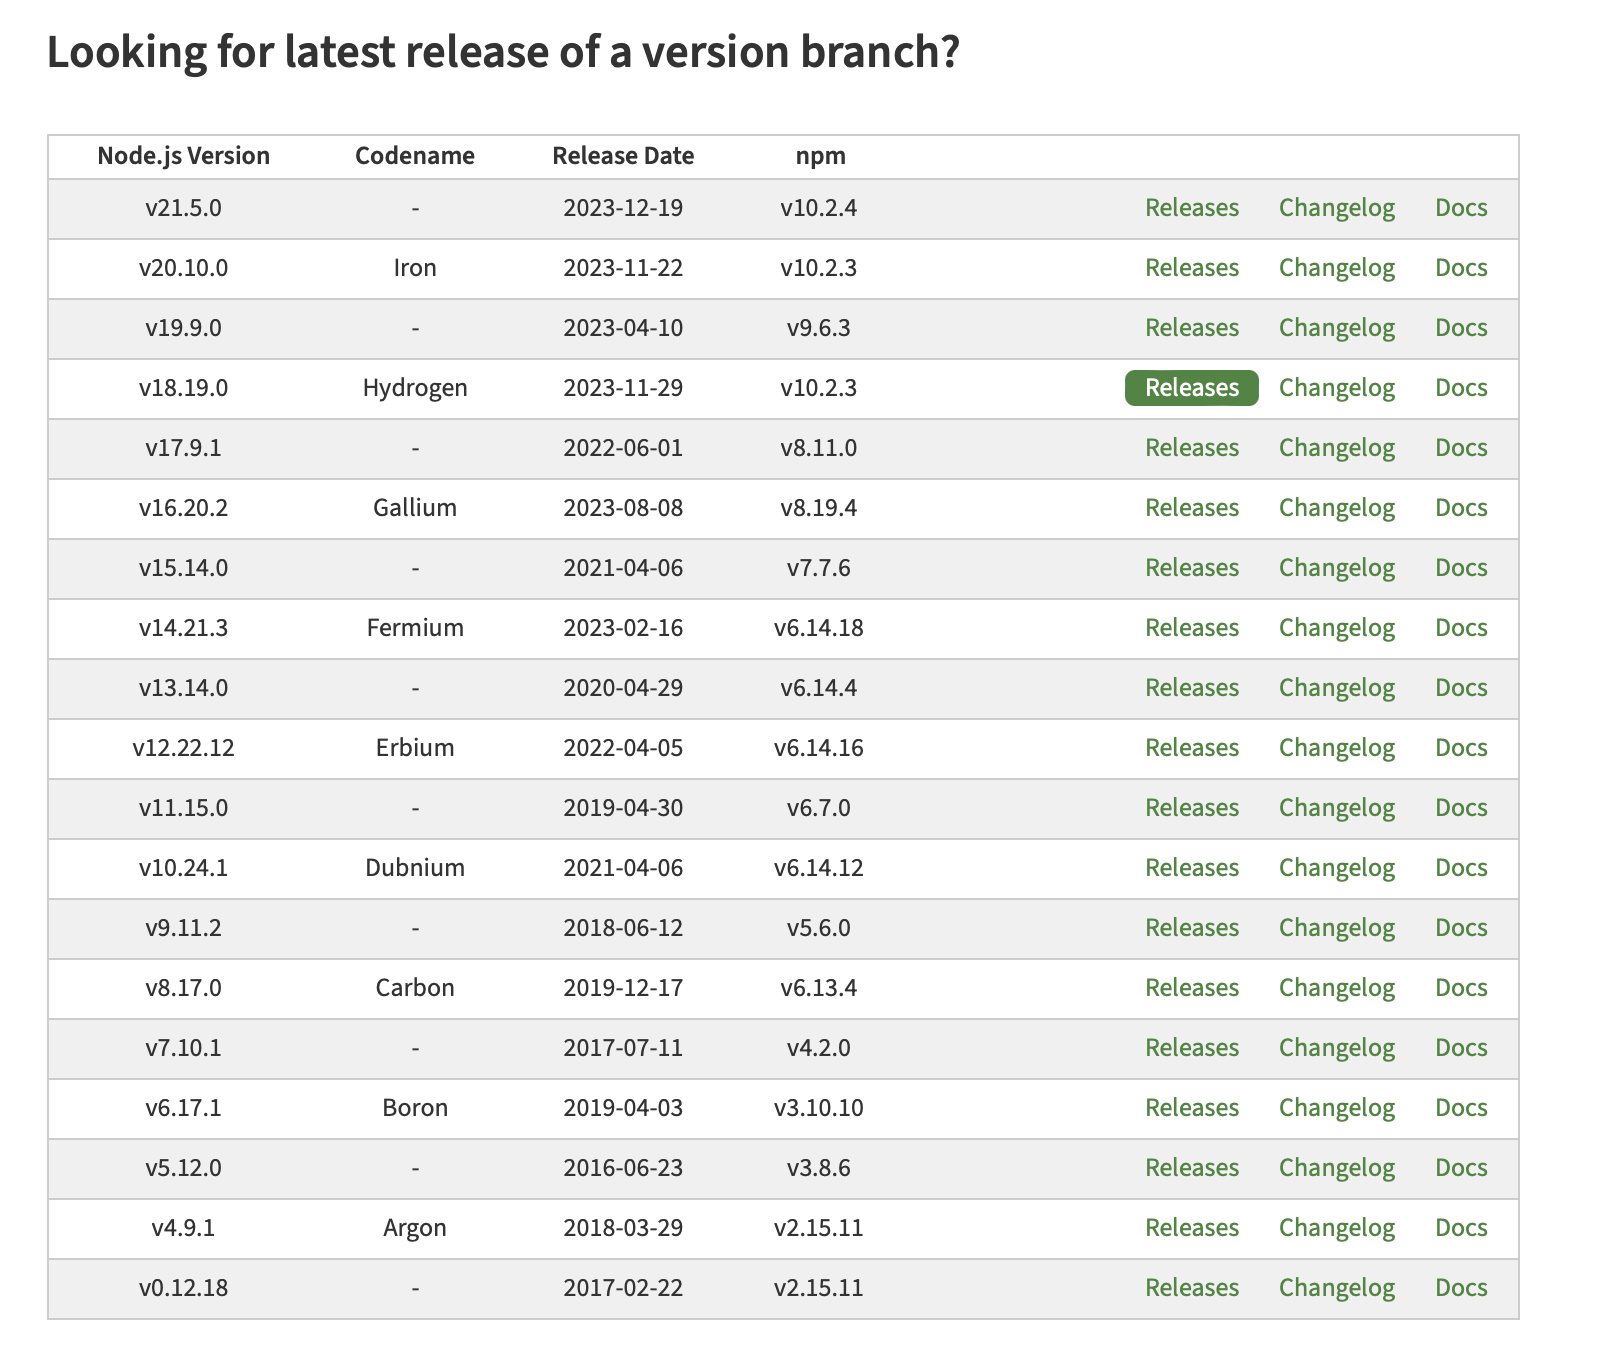 Looking for latest release of a version branch?
Node.js Version Codename Release Date npm
v21.5.0 - 2023-12-19 v10.2.4 Releases Changelog Docs
v20.10.0 Iron 2023-11-22 v10.2.3 Releases Changelog Docs
v19.9.0 - 2023-04-10 v9.6.3 Releases Changelog Docs
v18.19.0 Hydrogen 2023-11-29 v10.2.3 Releases Changelog Docs
v17.9.1 - 2022-06-01 v8.11.0 Releases Changelog Docs
v16.20.2 Gallium 2023-08-08 v8.19.4 Releases Changelog Docs
v15.14.0 - 2021-04-06 v7.7.6 Releases Changelog Docs
v14.21.3 Fermium 2023-02-16 v6.14.18 Releases Changelog Docs
v13.14.0 - 2020-04-29 v6.14.4 Releases Changelog Docs
v12.22.12 Erbium 2022-04-05 v6.14.16 Releases Changelog Docs
v11.15.0 - 2019-04-30 v6.7.0 Releases Changelog Docs
v10.24.1 Dubnium 2021-04-06 v6.14.12 Releases Changelog Docs
v9.11.2 - 2018-06-12 v5.6.0 Releases Changelog Docs
v8.17.0 Carbon 2019-12-17 v6.13.4 Releases Changelog Docs
v7.10.1 - 2017-07-11 v4.2.0 Releases Changelog Docs
v6.17.1 Boron 2019-04-03 v3.10.10 Releases Changelog Docs
v5.12.0 - 2016-06-23 v3.8.6 Releases Changelog Docs
v4.9.1 Argon 2018-03-29 v2.15.11 Releases Changelog Docs
v0.12.18 - 2017-02-22 v2.15.11 Releases Changelog Docs